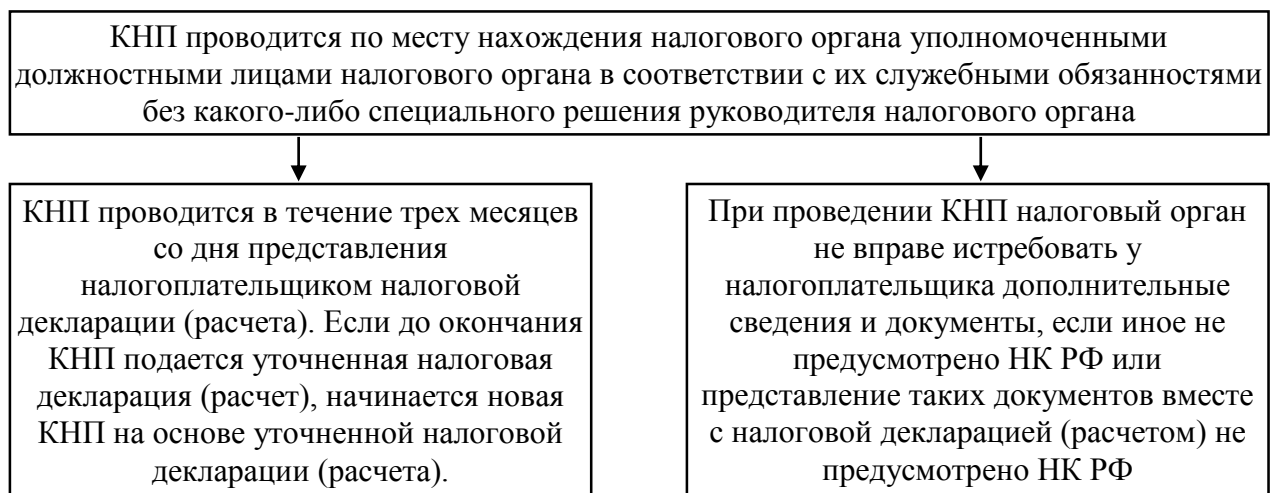 КНП проводится по месту нахождения налогового органа уполномоченными
должностными лицами налогового органа в соответствии с их служебными обязанностями
без какого-либо специального решения руководителя налогового органа
КНП проводится в течение трех месяцев
со дня представления
налогоплательщиком налоговой
декларации (расчета). Если до окончания
КНП подается уточненная налоговая
декларация (расчет), начинается новая
КНП на основе уточненной налоговой
декларации (расчета).
При проведении КНП налоговый орган
не вправе истребовать у
налогоплательщика дополнительные
сведения и документы, если иное не
предусмотрено НК РФ или
представление таких документов вместе
с налоговой декларацией (расчетом) не
предусмотрено НК РФ